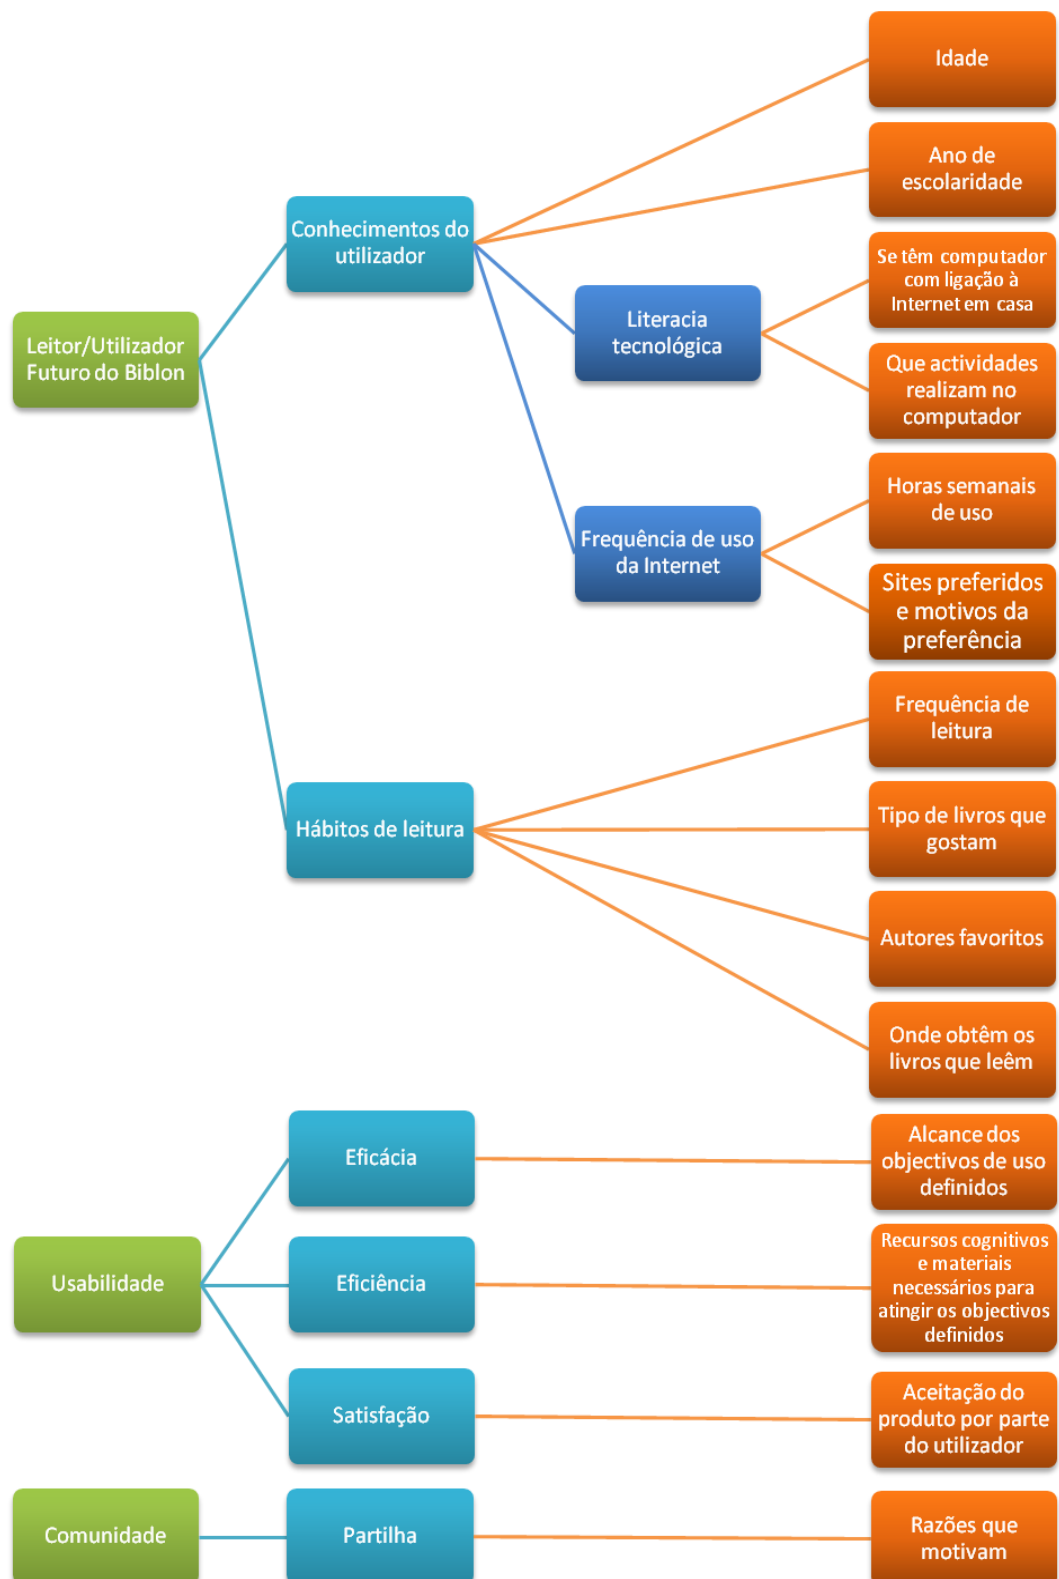 Idade
Ano de
escolaridade
Conhecimentos do
utilizador
Se têm computador
com ligação à
Internet em casa
Literacia
tecnológica
Leitor/Utilizador
Futuro do Biblon
Que actividades
realizam no
computador
Horas semanais
de uso
Frequência de uso
da Internet
Sites preferidos
e motivos da
preferência
Frequência de
leitura
Hábitos de leitura
Tipo de livros que
gostam
Autores favoritos
Onde obtêm os
livros que leêm
Eficácia
Alcance dos
objectivos de uso
definidos
Usabilidade
Eficiência
Recursos cognitivos
e materiais
necessários para
atingir os objectivos
definidos
Satisfação
Aceitação do
produto por parte
do utilizador
Comunidade
Partilha
Razões que
motivam